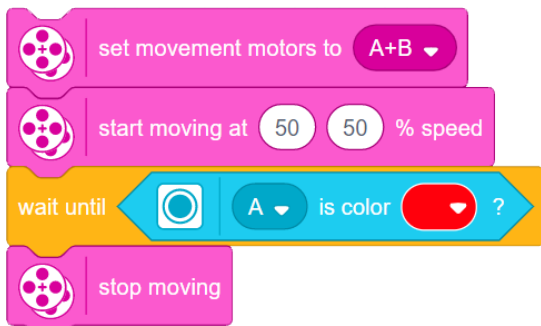 set movement motors to A+B
start moving at 50 50 % speed
wait until A is color ?
stop moving